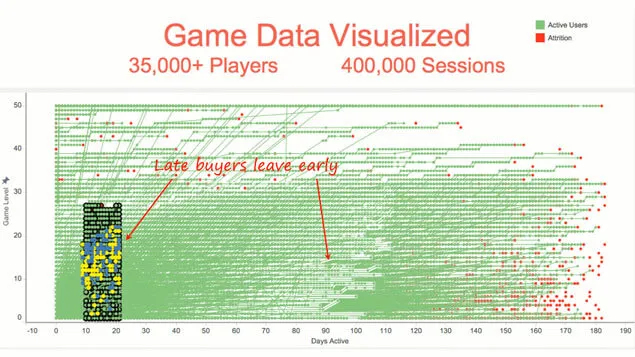 Game Data Visualized
35,000+ Players 400,000 Sessions
Active Users
Attrition
Late buyers leave early
Game Level
50
40
30
20
10
0
-10 0 10 20 30 40 50 60 70 80 90 100 110 120 130 140 150 160 170 180 190
Days Active